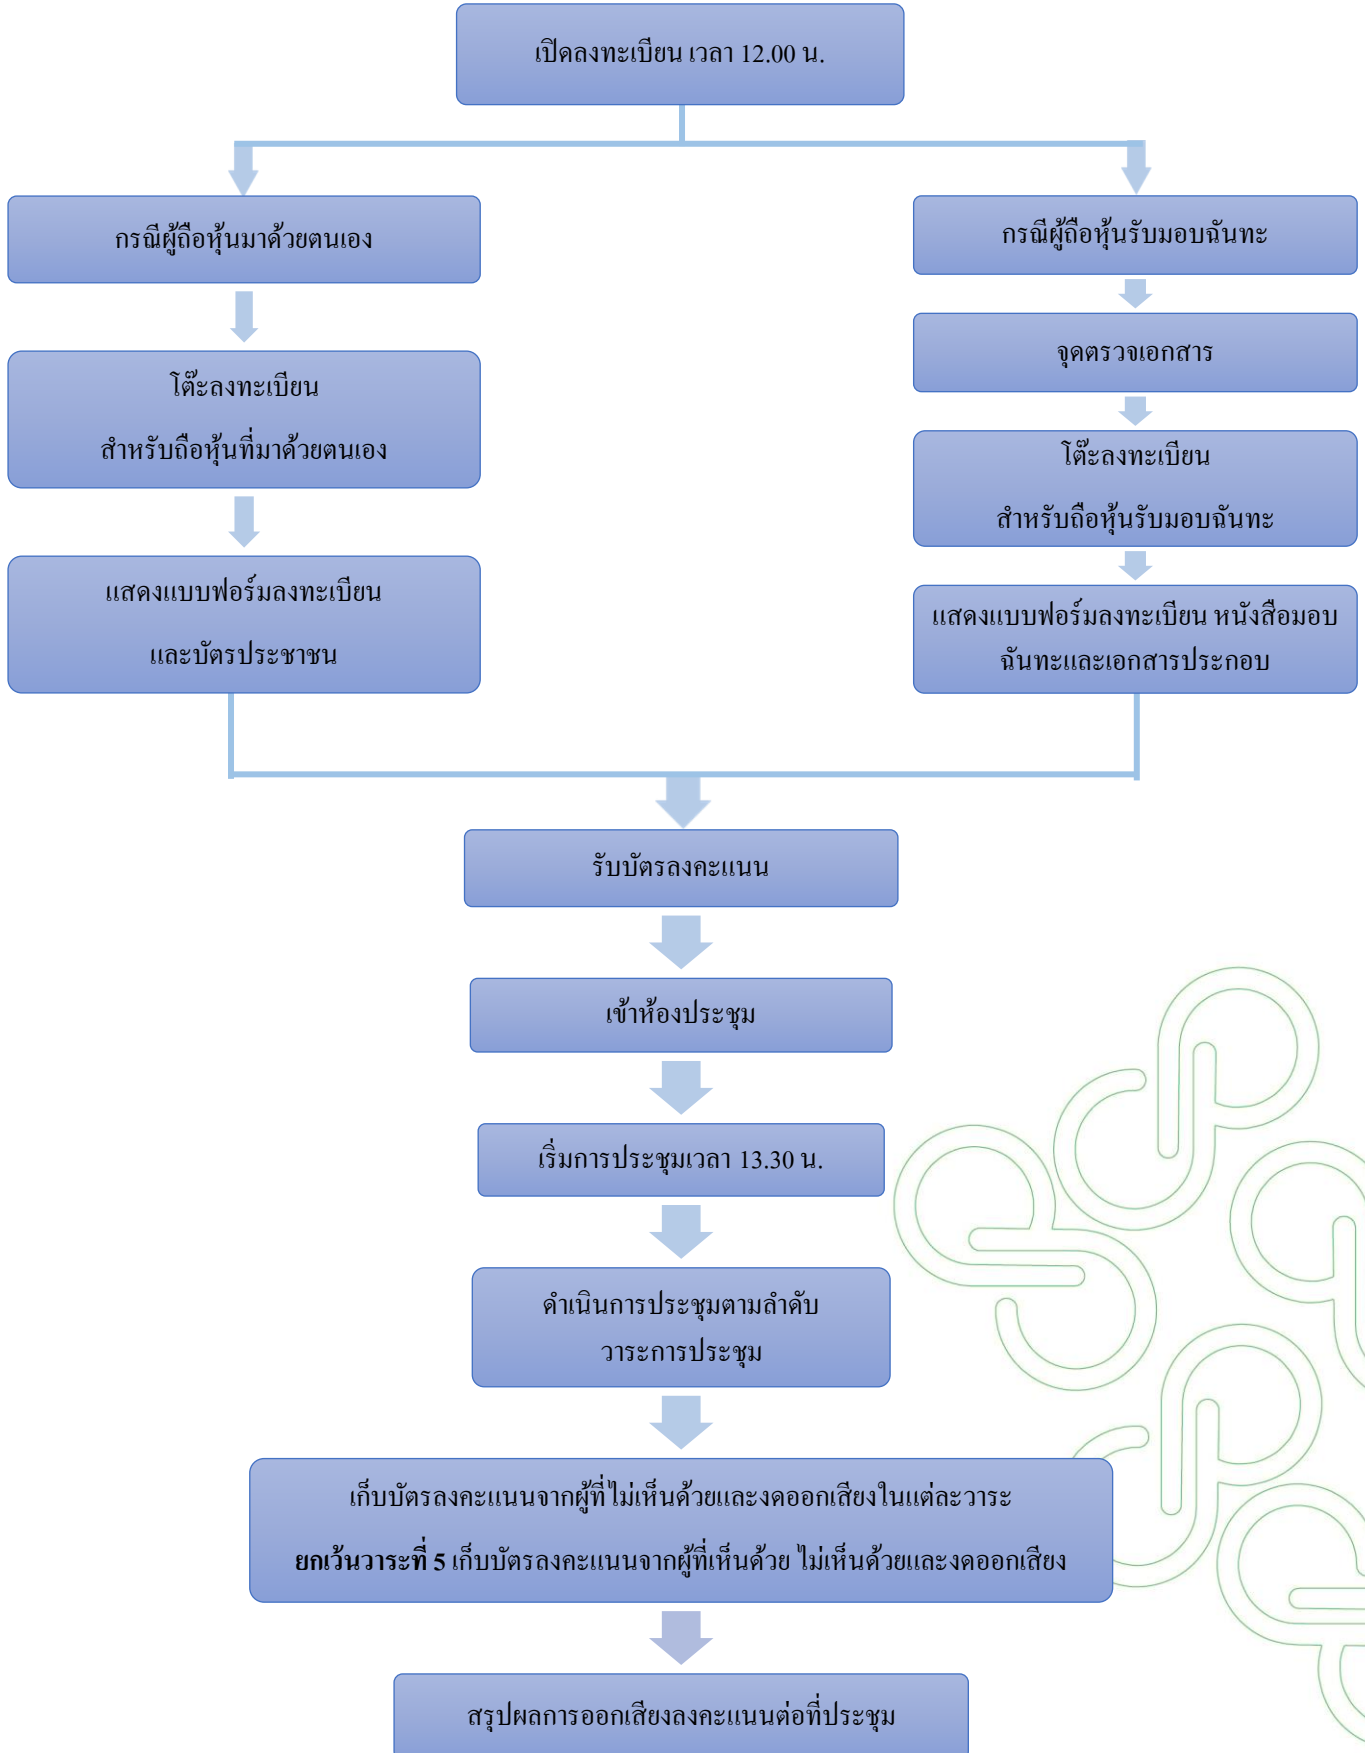 เปิดลงทะเบียน เวลา 12.00 น.
กรณีผู้ถือหุ้นมาด้วยตนเอง
โต๊ะลงทะเบียน
สำหรับถือหุ้นที่มาด้วยตนเอง
แสดงแบบฟอร์มลงทะเบียน
และบัตรประชาชน
กรณีผู้ถือหุ้นรับมอบฉันทะ
จุดตรวจเอกสาร
โต๊ะลงทะเบียน
สำหรับถือหุ้นรับมอบฉันทะ
แสดงแบบฟอร์มลงทะเบียน หนังสือมอบ
ฉันทะและเอกสารประกอบ
รับบัตรลงคะแนน
เข้าห้องประชุม
เริ่มการประชุมเวลา 13.30 น.
ดำเนินการประชุมตามลำดับ
วาระการประชุม
เก็บบัตรลงคะแนนจากผู้ที่ไม่เห็นด้วยและงดออกเสียงในแต่ละวาระ
ยกเว้นวาระที่ 5 เก็บบัตรลงคะแนนจากผู้ที่เห็นด้วย ไม่เห็นด้วยและงดออกเสียง
สรุปผลการออกเสียงลงคะแนนต่อที่ประชุม